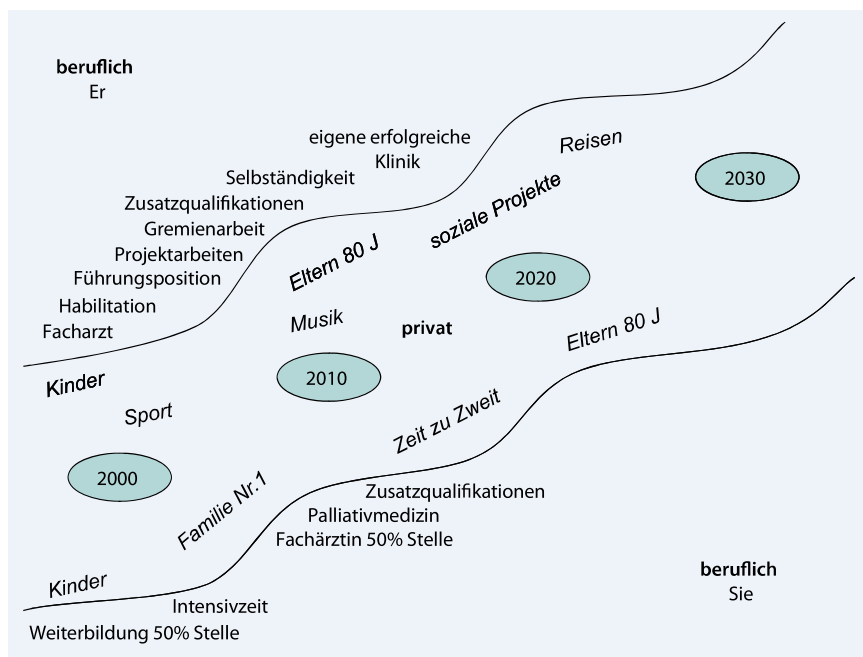 beruflich
Er
eigene erfolgreiche
Klinik
Selbständigkeit
Zusatzqualifikationen
Gremienarbeit
Projektarbeiten
Führungsposition
Habilitation
Facharzt
Reisen
2030
soziale Projekte
Eltern 80 J
2020
Musik
privat
Eltern 80 J
Kinder
2010
Sport
Zeit zu Zweit
2000
Familie Nr.1
Zusatzqualifikationen
Palliativmedizin
Fachärztin 50% Stelle
Kinder
beruflich
Sie
Intensivzeit
Weiterbildung 50% Stelle